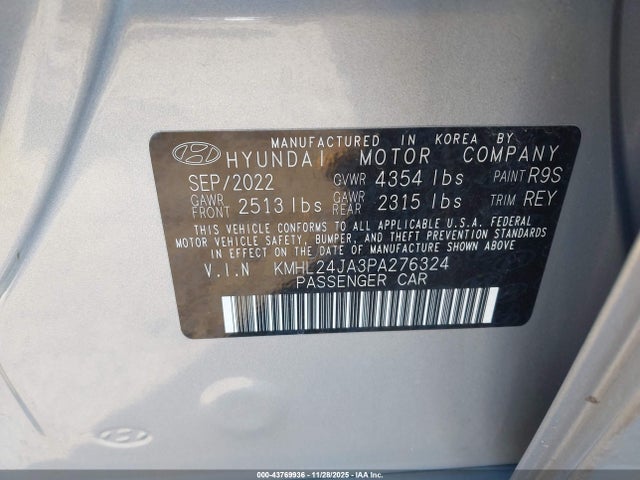 MANUFACTURED IN KOREA BY
HYUNDAI MOTOR COMPANY
SEP/2022 GVWR 4354 lbs PAINT R9S
GAWR FRONT 2513 lbs GAWR REAR 2315 lbs TRIM REY
THIS VEHICLE CONFORMS TO ALL APPLICABLE U.S.A. FEDERAL
MOTOR VEHICLE SAFETY, BUMPER, AND THEFT PREVENTION STANDARDS
IN EFFECT ON THE DATE OF MANUFACTURE SHOWN ABOVE
V.I.N KMHL24JA3PA276324
PASSENGER CAR
000-43769936 - 11/28/2025 - IAA Inc.